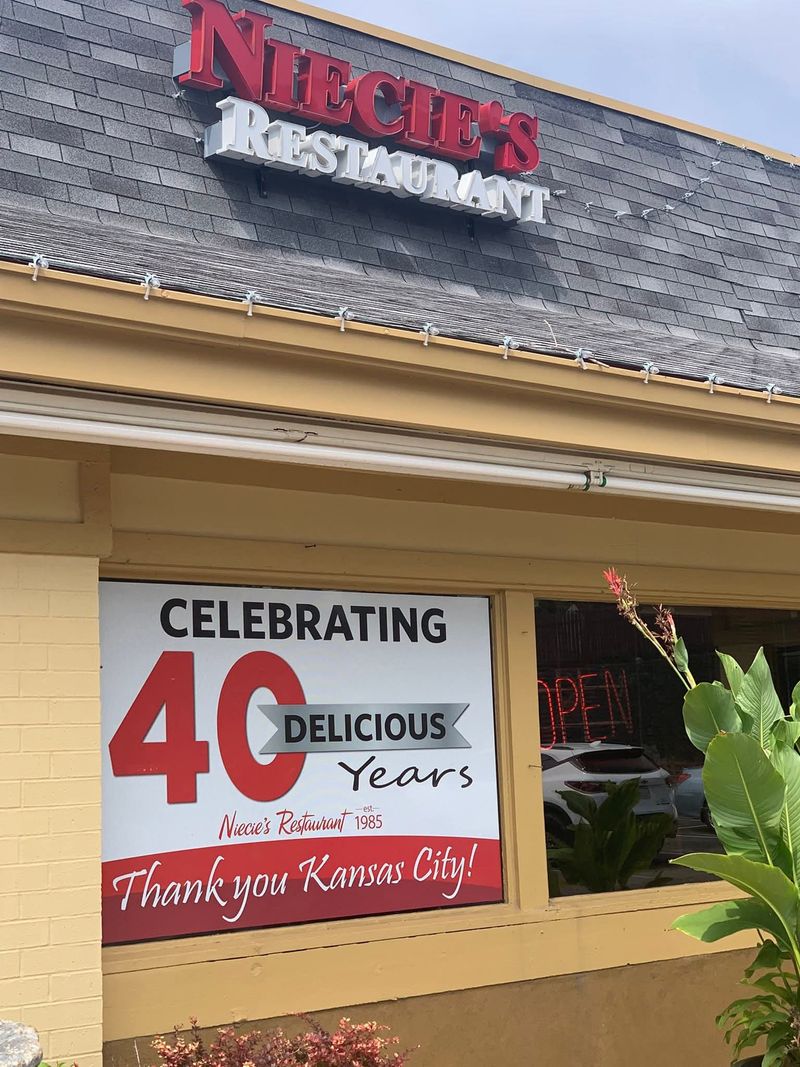 NIECIE'S
RESTAURANT
CELEBRATING
40
DELICIOUS
Years
Niecie's Restaurant est. 1985
Thank you Kansas City!
OPEN